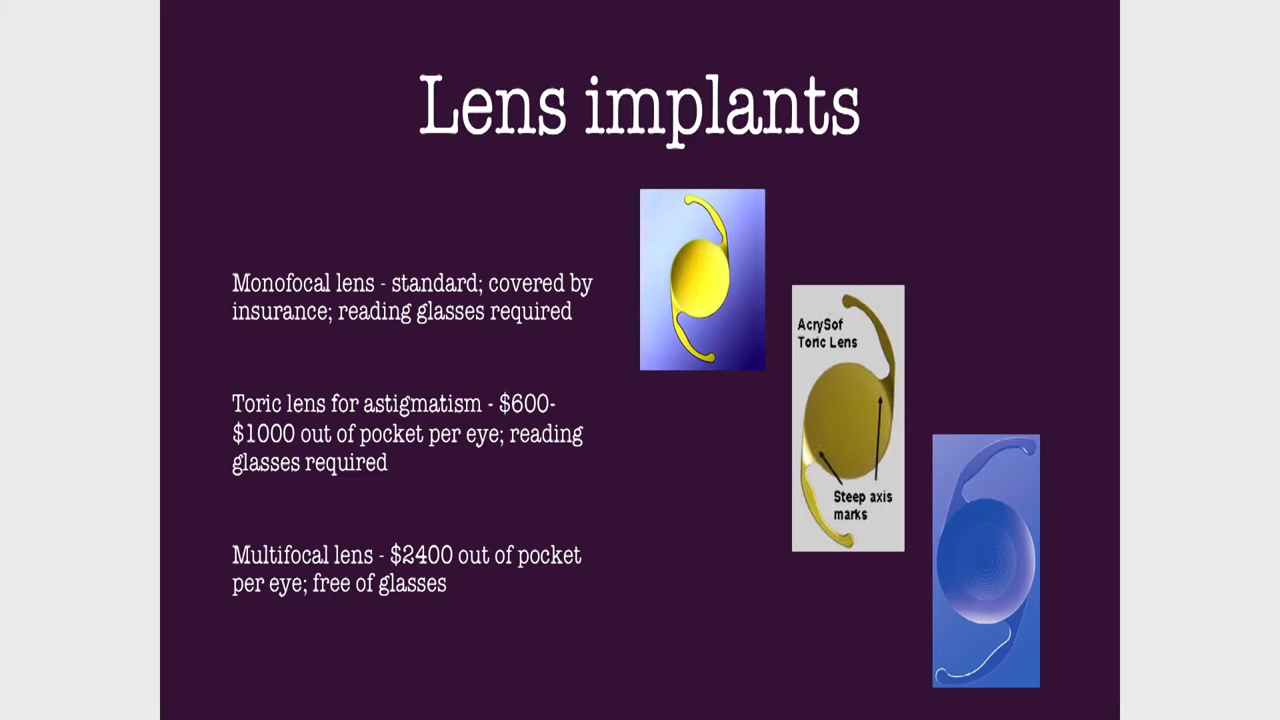 Lens implants
Monofocal lens - standard; covered by
insurance; reading glasses required
Toric lens for astigmatism - $600-
$1000 out of pocket per eye; reading
glasses required
Multifocal lens - $2400 out of pocket
per eye; free of glasses
AcrySof
Toric Lens
Steep axis
marks